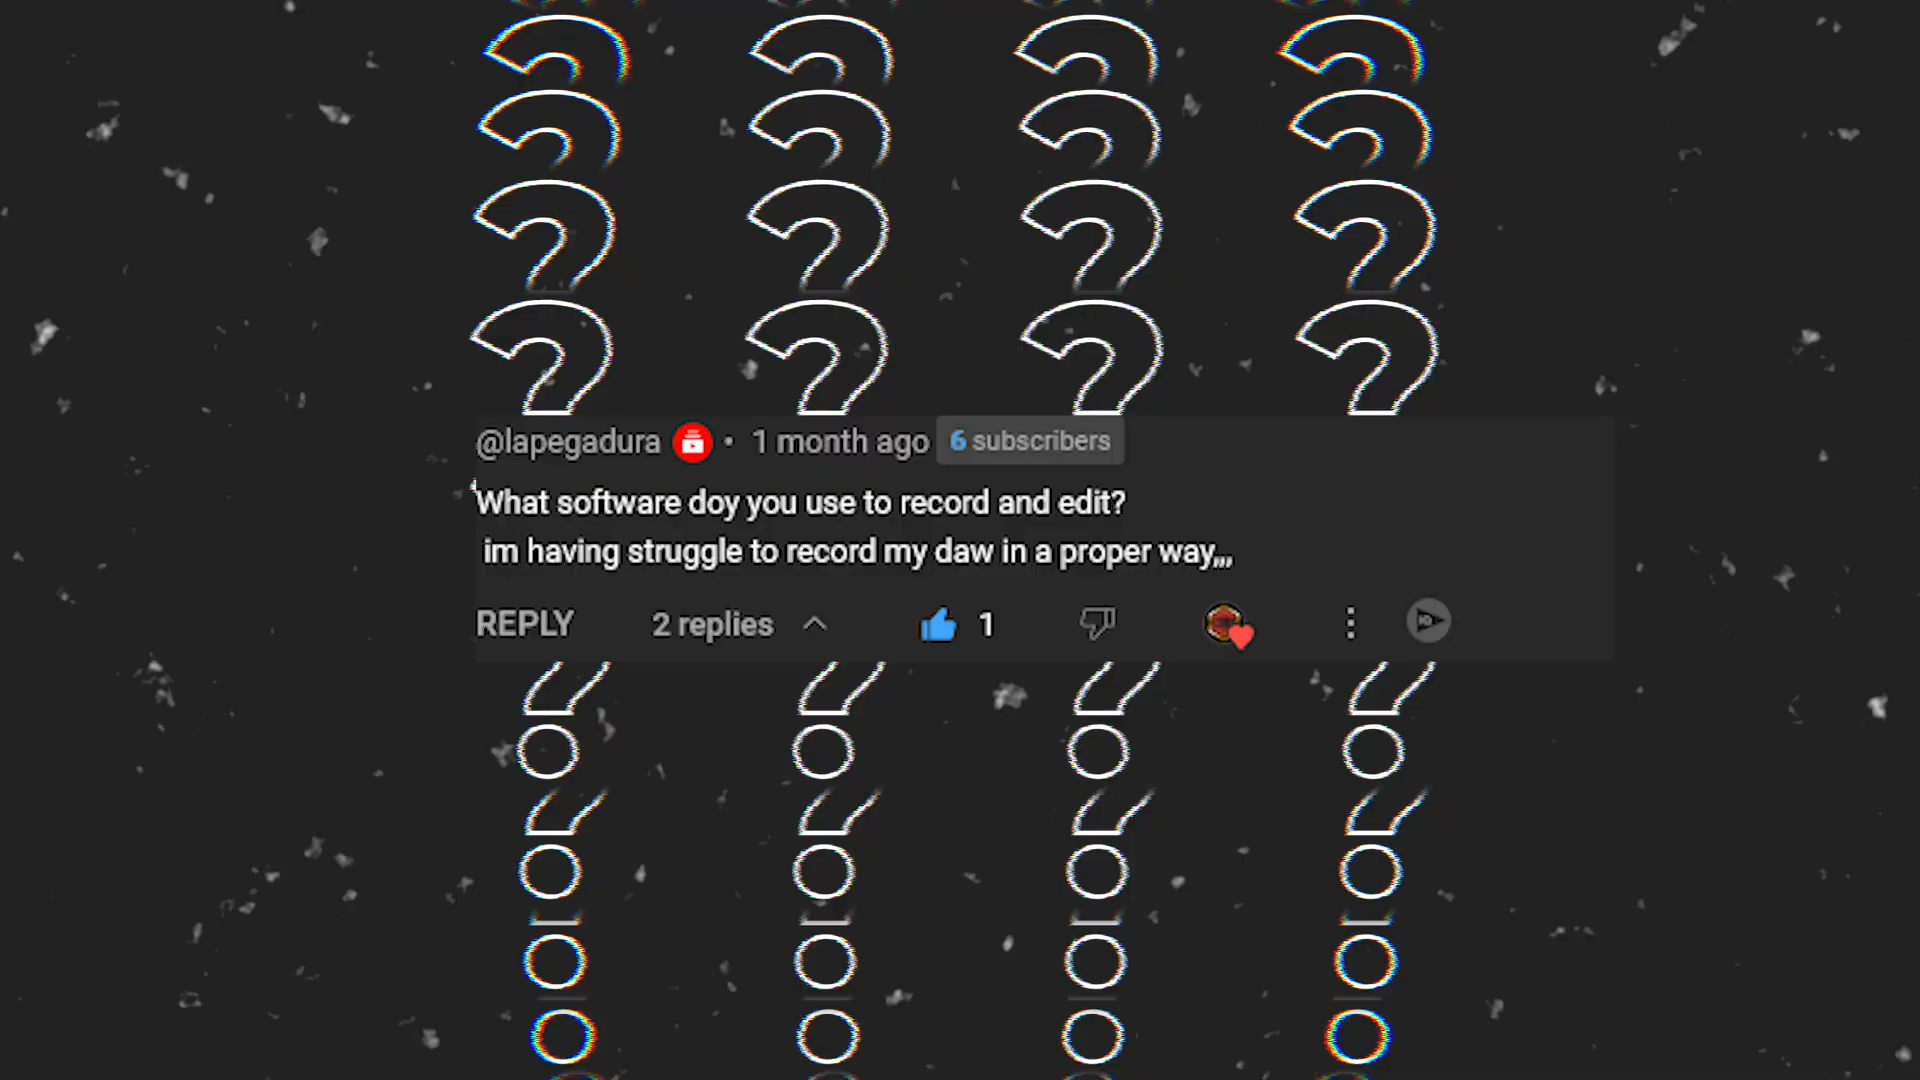 ? ? ? ?
? ? ? ?
? ? ? ?
? ? ? ?
@lapegadura • 1 month ago 6 subscribers
What software doy you use to record and edit?
im having struggle to record my daw in a proper way,,,
REPLY 2 replies 1